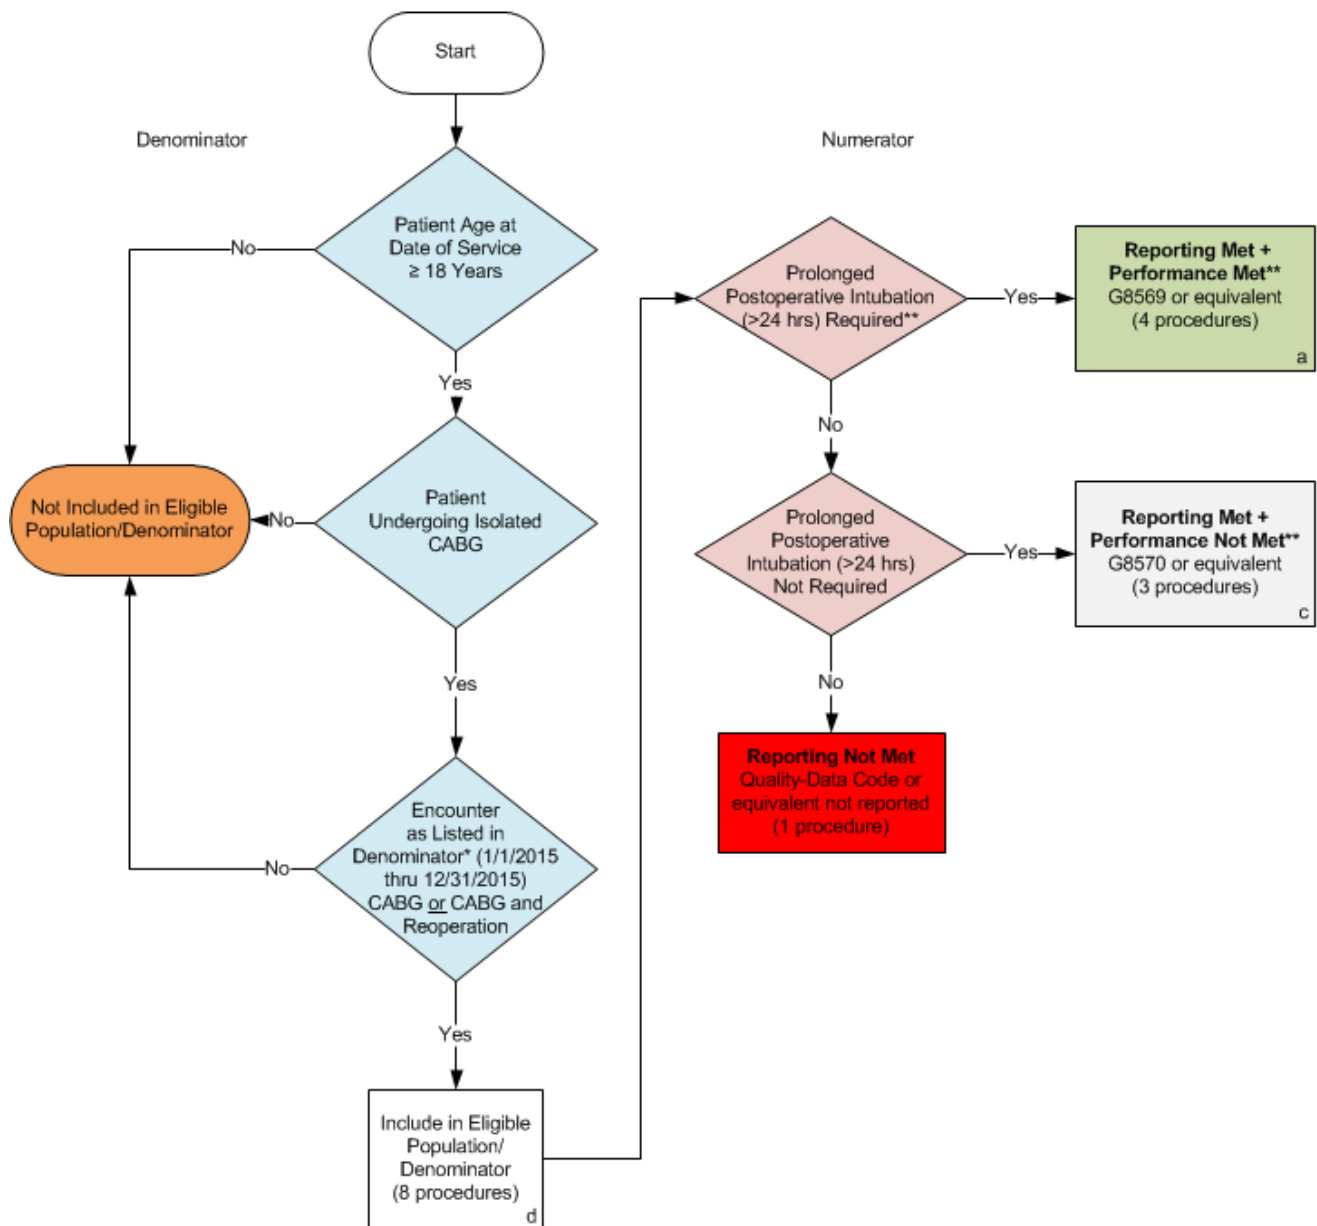 Start
Denominator
Numerator
Patient Age at
Date of Service
≥ 18 Years
No
Yes
Patient
Undergoing Isolated
CABG
No
Not Included in Eligible
Population/Denominator
Yes
Encounter
as Listed in
Denominator* (1/1/2015
thru 12/31/2015)
CABG or CABG and
Reoperation
No
Yes
Include in Eligible
Population/
Denominator
(8 procedures)
d
Prolonged
Postoperative Intubation
(>24 hrs) Required**
Yes
Reporting Met +
Performance Met**
G8569 or equivalent
(4 procedures)
a
No
Prolonged
Postoperative
Intubation (>24 hrs)
Not Required
Yes
Reporting Met +
Performance Not Met**
G8570 or equivalent
(3 procedures)
c
No
Reporting Not Met
Quality-Data Code or
equivalent not reported
(1 procedure)